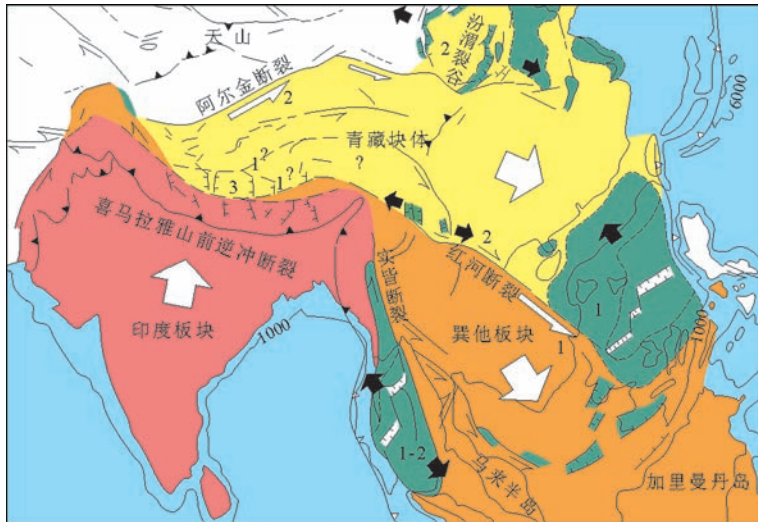 天山
汾渭裂谷
2
6000
阿尔金断裂
2
青藏块体
1?
?
3
1?
喜马拉雅山前逆冲断裂
2
实皆断裂
红河断裂
1
1
印度板块
1000
巽他板块
1000
1-2
马来半岛
加里曼丹岛